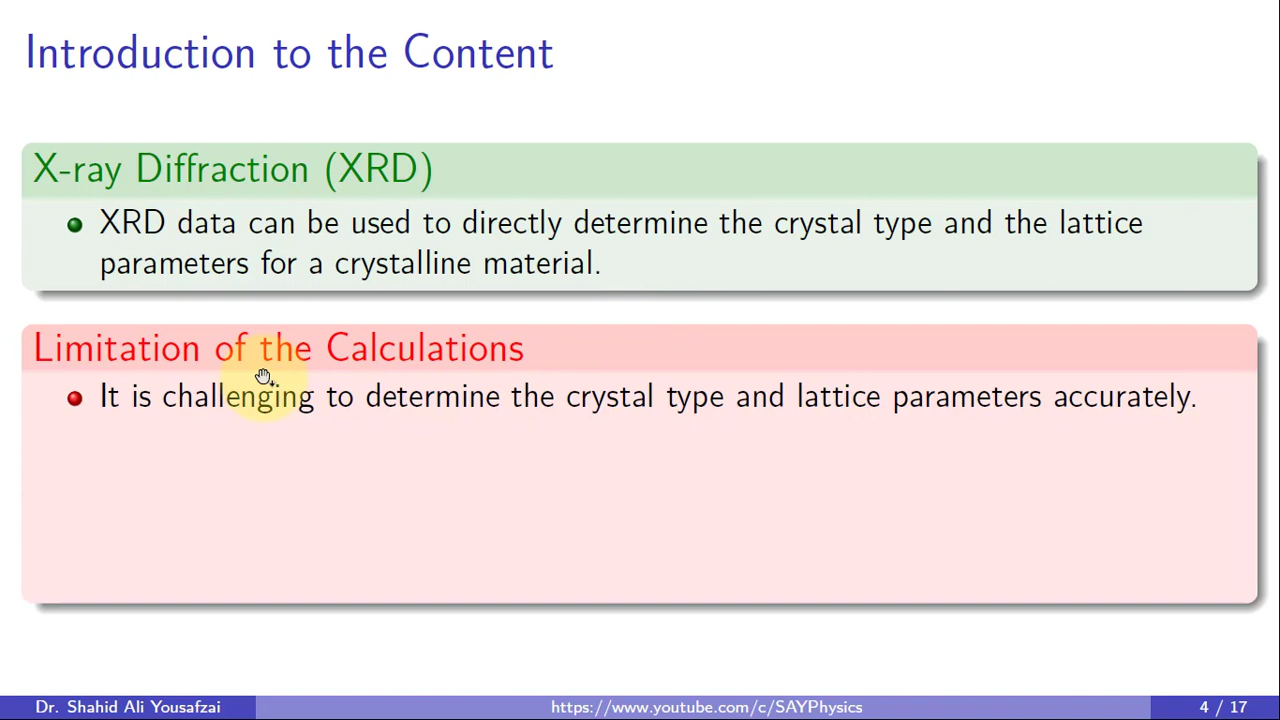 Introduction to the Content
X-ray Diffraction (XRD)
XRD data can be used to directly determine the crystal type and the lattice
parameters for a crystalline material.
Limitation of the Calculations
It is challenging to determine the crystal type and lattice parameters accurately.
Dr. Shahid Ali Yousafzai
https://www.youtube.com/c/SAYPhysics
4 / 17